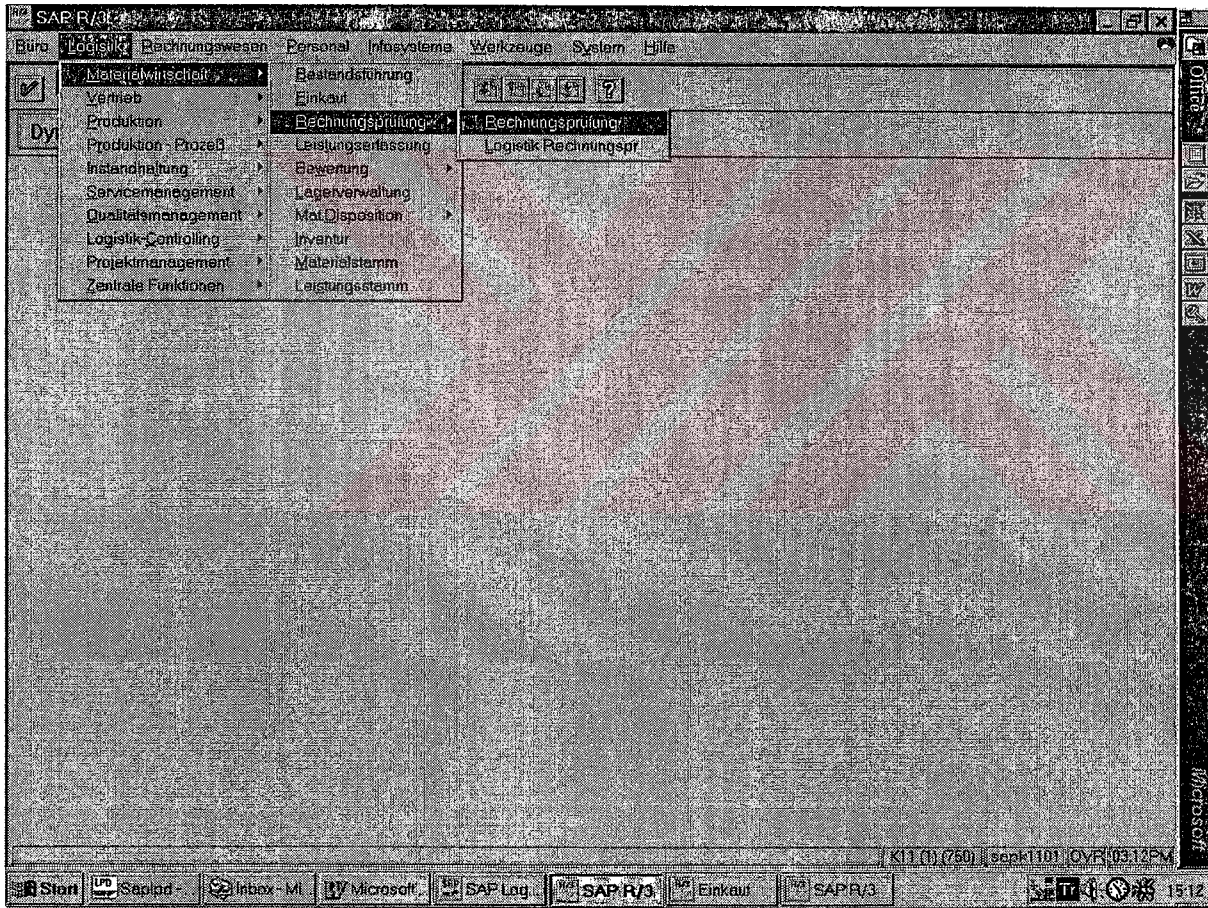 SAP R/3
Büro Logistik Rechnungswesen Personal Infosysteme Werkzeuge System Hilfe
Materialwirtschaft Bestandsführung
Vertrieb Einkauf
Produktion Rechnungsprüfung Rechnungsprüfung
Produktion - Prozeß Leistungserfassung Logistik Rechnungspr.
Instandhaltung Bewertung
Servicemanagement Lagerverwaltung
Qualitätsmanagement Mat.Disposition
Logistik-Controlling Inventur
Projektmanagement Materialstamm
Zentrale Funktionen Leistungsstamm
Dy
Office
Microsoft
K11 (1) (750) sapk1101 OVR 03:12PM
Start LPD Saplpd - ... Inbox - Mi... Microsoft... SAP Log... SAP R/3 Einkauf SAP R/3 Tr 15:12